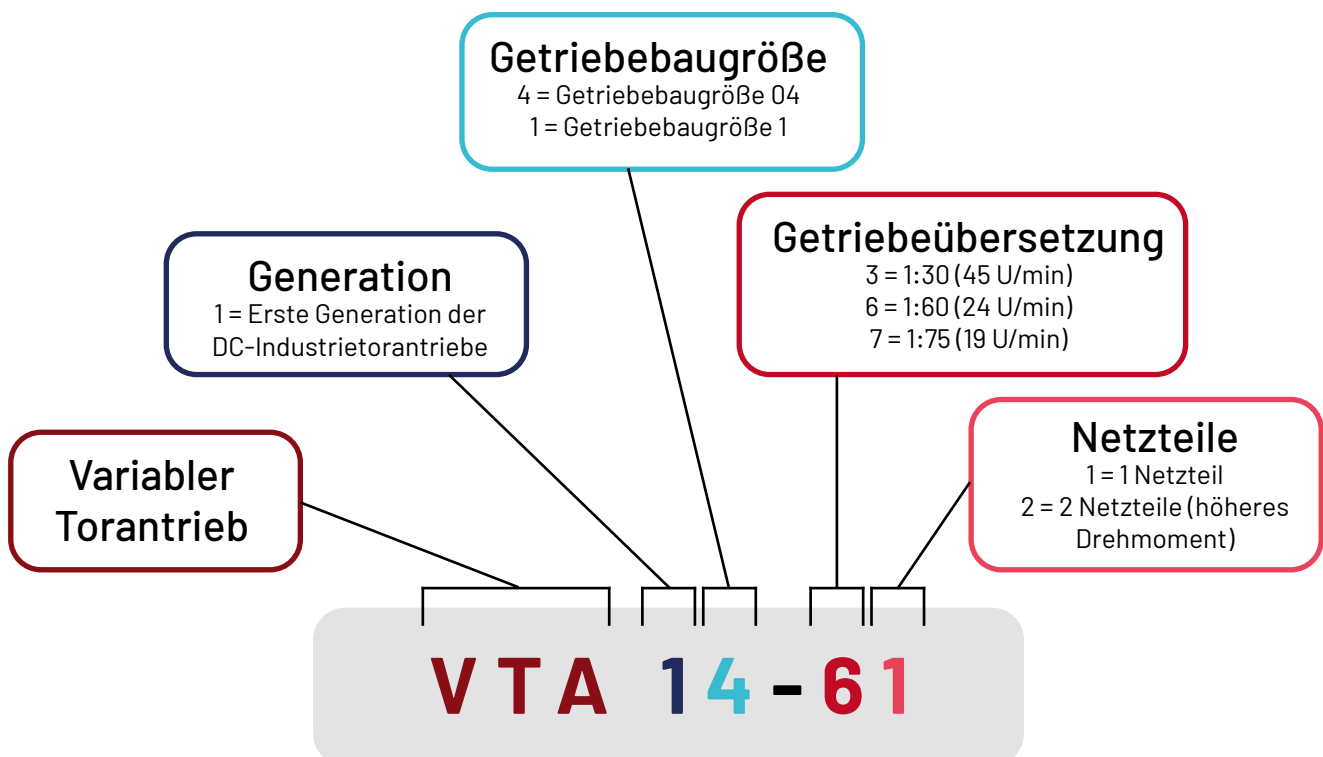 Getriebebaugröße
4 = Getriebebaugröße 04
1 = Getriebebaugröße 1
Generation
1 = Erste Generation der
DC-Industrietorantriebe
Getriebeübersetzung
3 = 1:30 (45 U/min)
6 = 1:60 (24 U/min)
7 = 1:75 (19 U/min)
Variabler
Torantrieb
Netzteile
1 = 1 Netzteil
2 = 2 Netzteile (höheres
Drehmoment)
VTA 14-61